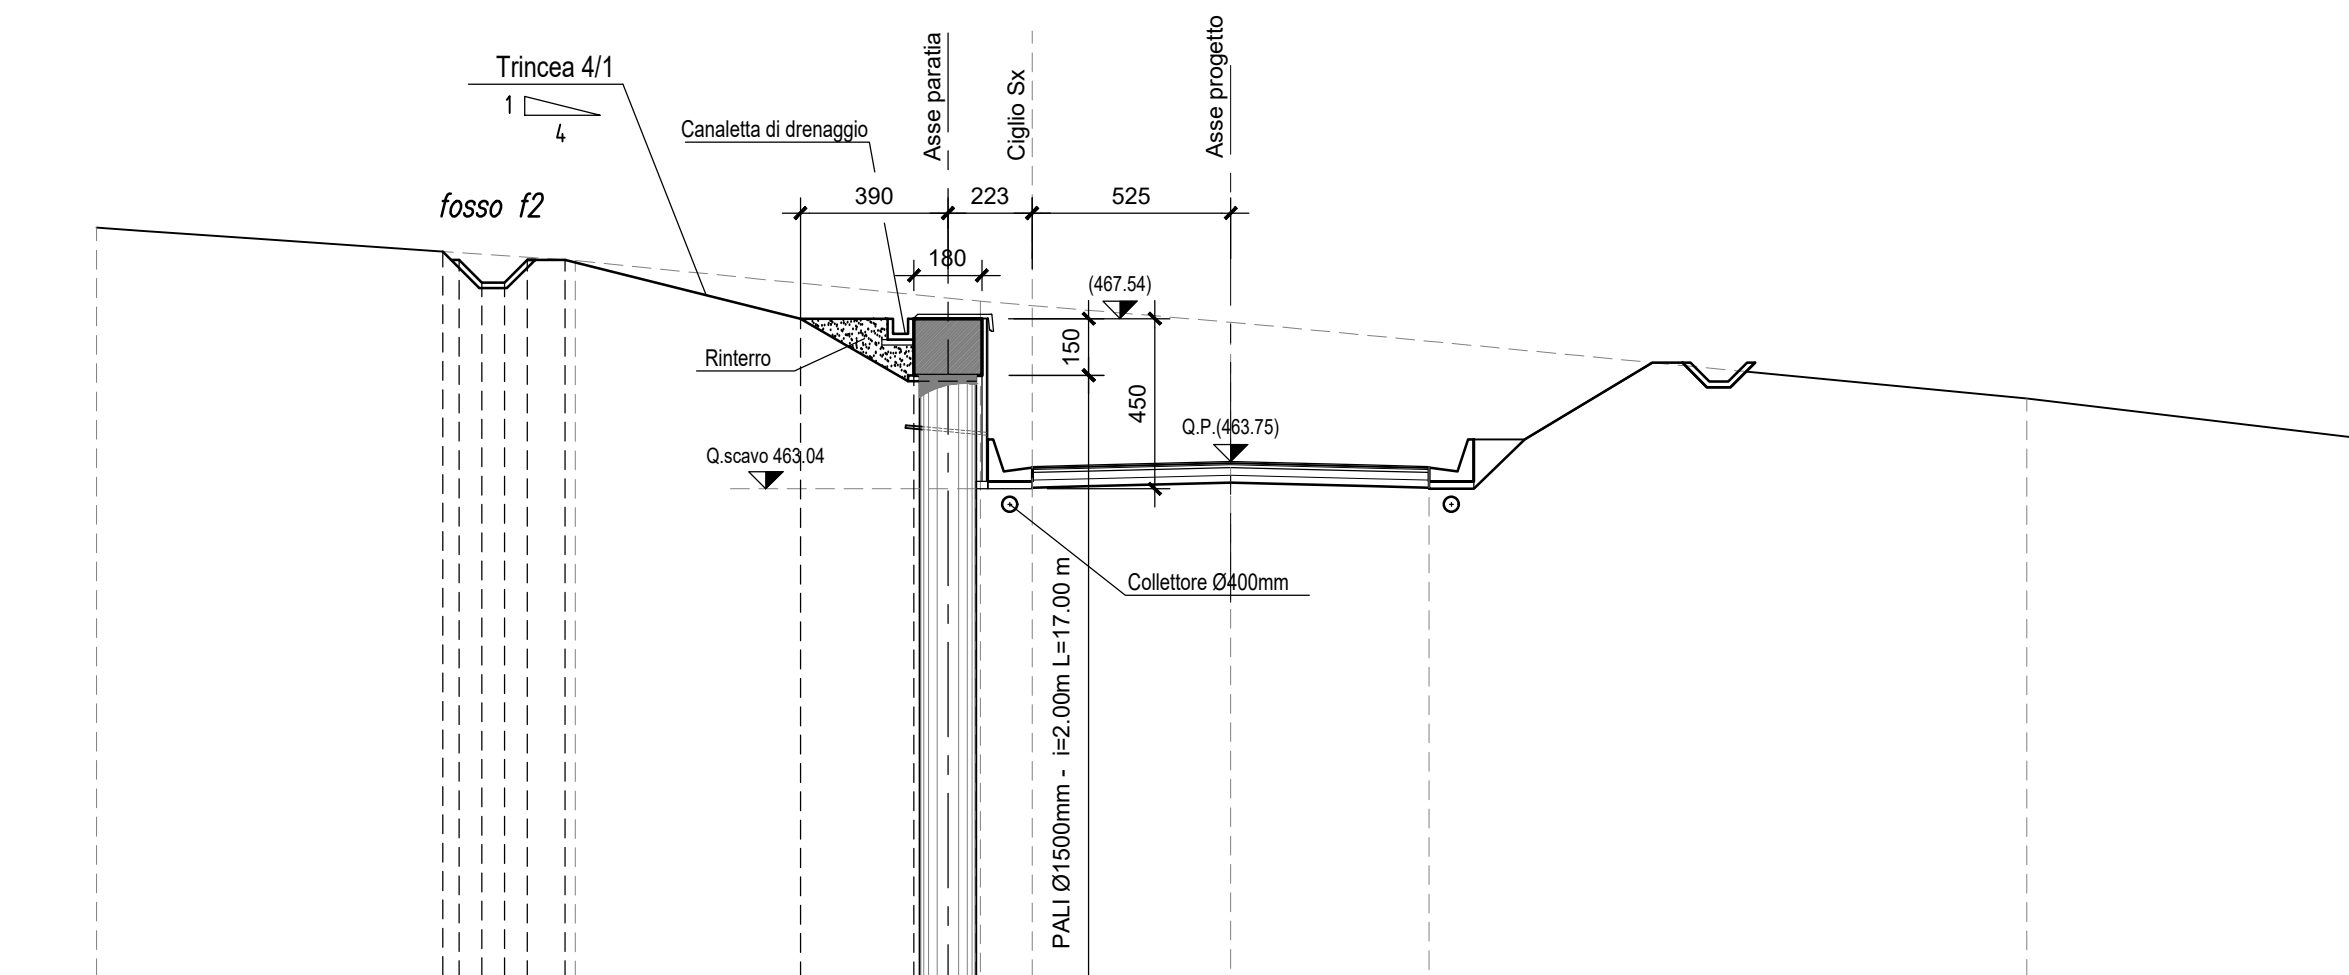 Trincea 4/1
1
4
Canaletta di drenaggio
Asse paratia
Ciglio Sx
Asse progetto
fosso f2
390
223
525
180
(467.54)
150
450
Rinterro
Q.scavo 463.04
Q.P.(463.75)
Collettore Ø400mm
PALI Ø1500mm - i=2.00m L=17.00 m